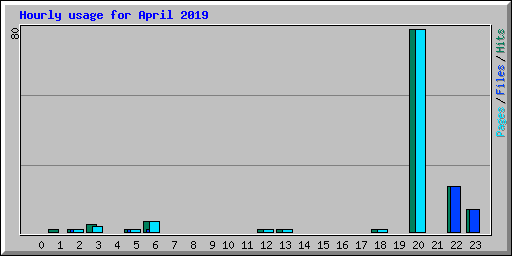 Hourly usage for April 2019
80
Pages/Files/Hits
0 1 2 3 4 5 6 7 8 9 10 11 12 13 14 15 16 17 18 19 20 21 22 23